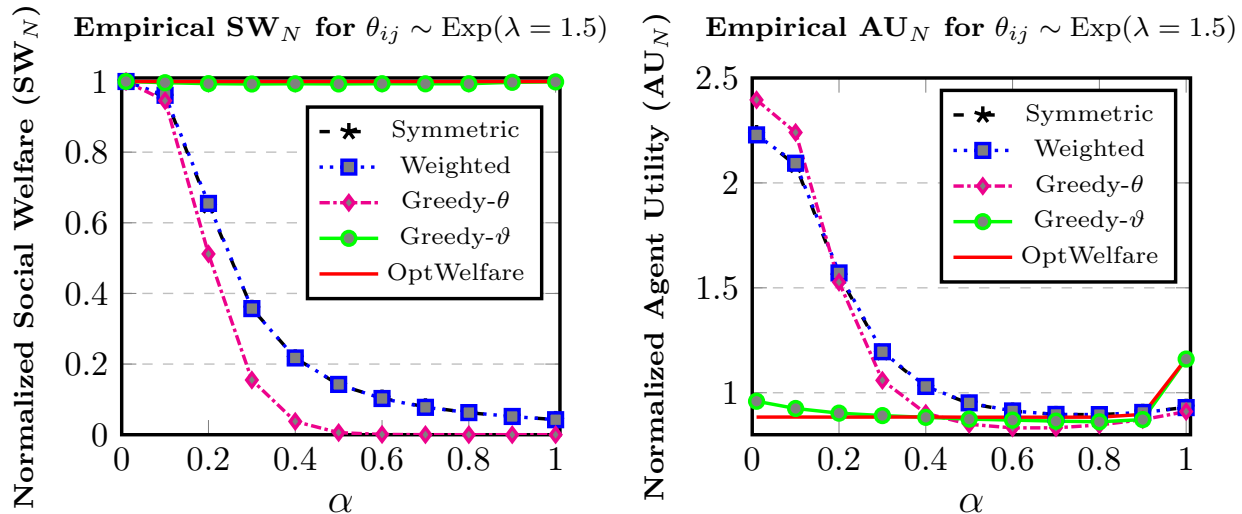 Empirical SW_N for θ_ij ∼ Exp(λ = 1.5)
Normalized Social Welfare (SW_N)
1
0.8
0.6
0.4
0.2
0
Symmetric
Weighted
Greedy-θ
Greedy-ϑ
OptWelfare
0
0.2
0.4
0.6
0.8
1
α
Empirical AU_N for θ_ij ∼ Exp(λ = 1.5)
Normalized Agent Utility (AU_N)
2.5
2
1.5
1
Symmetric
Weighted
Greedy-θ
Greedy-ϑ
OptWelfare
0
0.2
0.4
0.6
0.8
1
α